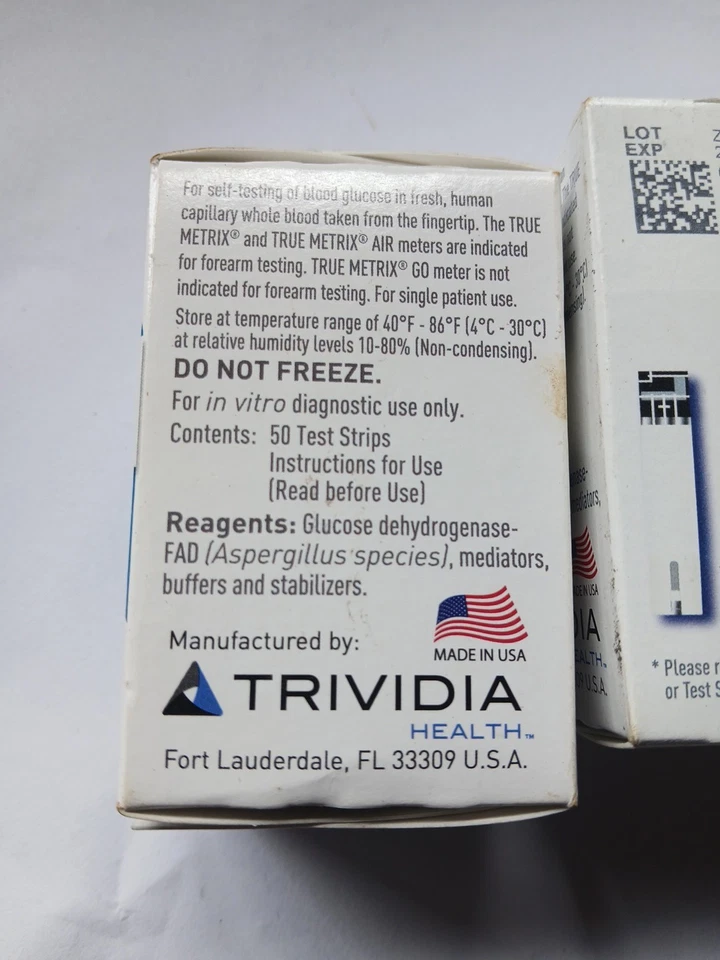 For self-testing of blood glucose in fresh, human
capillary whole blood taken from the fingertip. The TRUE
METRIX® and TRUE METRIX® AIR meters are indicated
for forearm testing. TRUE METRIX® GO meter is not
indicated for forearm testing. For single patient use.
Store at temperature range of 40°F - 86°F (4°C - 30°C)
at relative humidity levels 10-80% (Non-condensing).
DO NOT FREEZE.
For in vitro diagnostic use only.
Contents: 50 Test Strips
Instructions for Use
(Read before Use)
Reagents: Glucose dehydrogenase-
FAD (Aspergillus species), mediators,
buffers and stabilizers.
Manufactured by:
MADE IN USA
TRIVIDIA
HEALTH™
Fort Lauderdale, FL 33309 U.S.A.
LOT
EXP
* Please
or Test